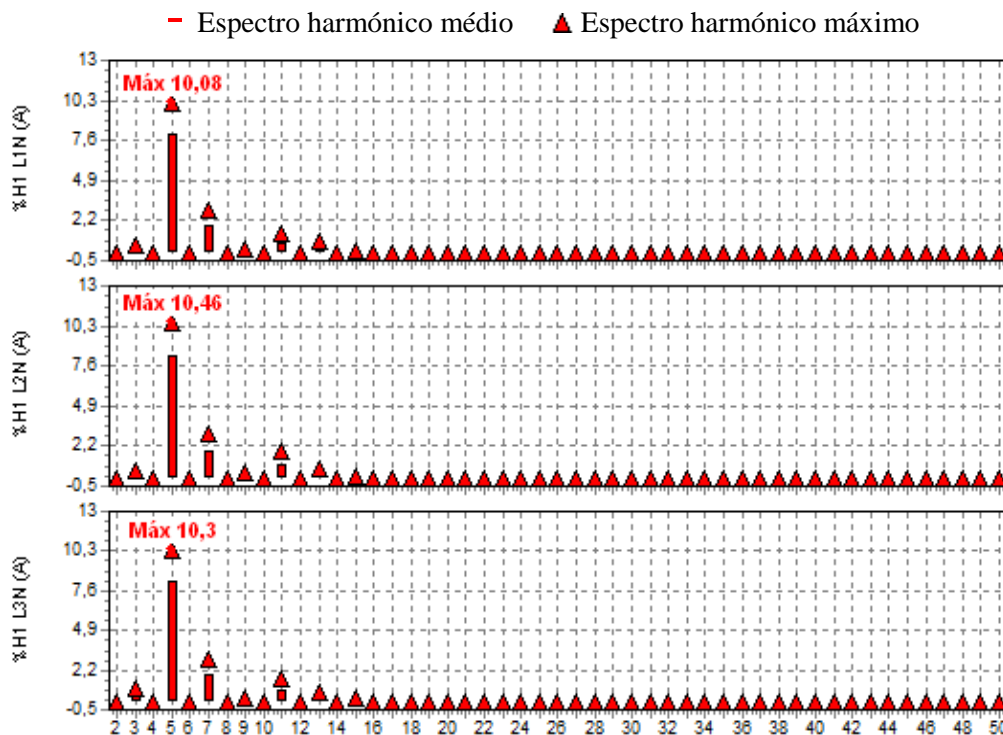 Espectro harmónico médio Espectro harmónico máximo
13
Máx 10,08
10,3
7,6
4,9
2,2
-0,5
%H1 L1N (A)
13
Máx 10,46
10,3
7,6
4,9
2,2
-0,5
%H1 L2N (A)
13
Máx 10,3
10,3
7,6
4,9
2,2
-0,5
%H1 L3N (A)
2 3 4 5 6 7 8 9 10 12 14 16 18 20 22 24 26 28 30 32 34 36 38 40 42 44 46 48 50